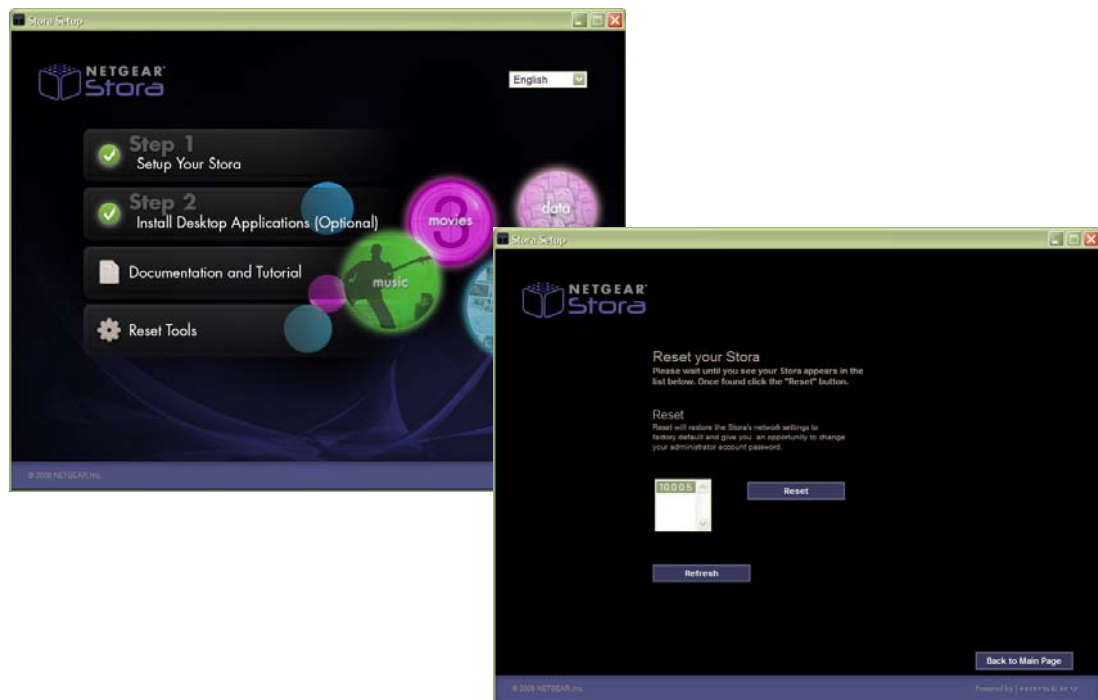 Stora Setup
NETGEAR
Stora
English
Step 1
Setup Your Stora
Step 2
Install Desktop Applications (Optional)
Documentation and Tutorial
Reset Tools
3
movies
data
music
© 2009 NETGEAR, Inc.
Stora Setup
NETGEAR
Stora
Reset your Stora
Please wait until you see your Stora appears in the
list below. Once found click the "Reset" button.
Reset
Reset will restore the Stora's network settings to
factory default and give you an opportunity to change
your administrator account password.
10.0.0.5
Reset
Refresh
Back to Main Page
© 2009 NETGEAR, Inc.
Powered by